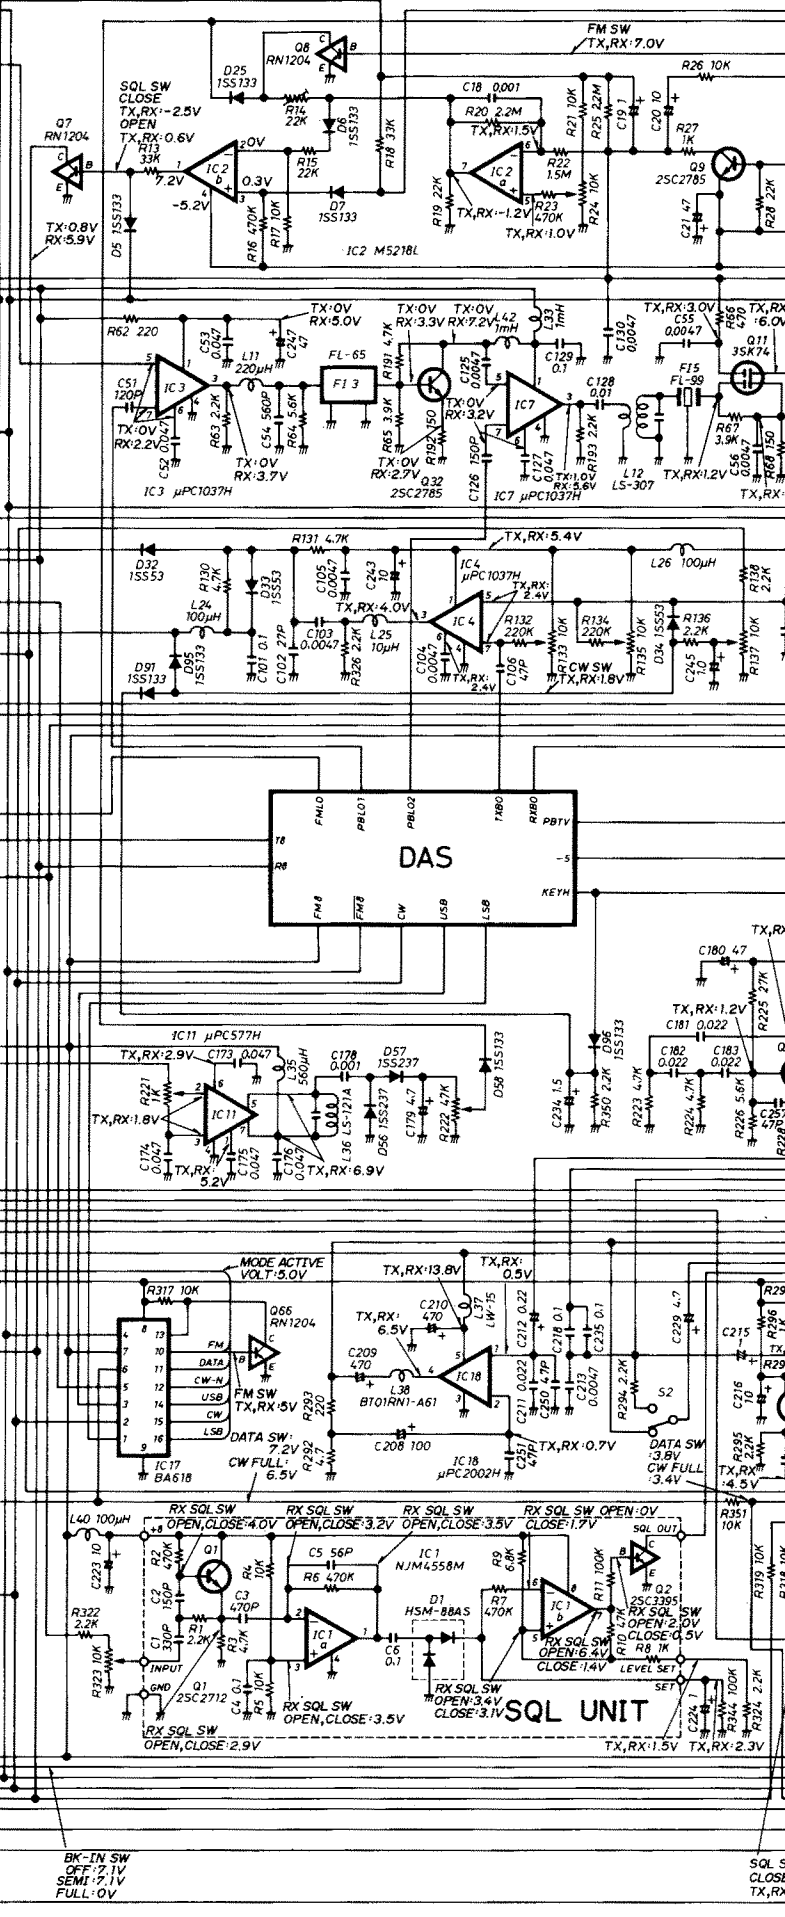 FM SW
TX,RX:7.0V
Q8
RN1204
C
B
E
D25
1SS133
R14
22K
D6
1SS133
R18 33K
C18 0.001
R20 2.2M
TX,RX:1.5V
R21 10K
R25 2.2M
C19 1
C20 10
R26 10K
R27
1K
Q9
2SC2785
SQL SW
CLOSE
TX,RX:-2.5V
OPEN
TX,RX:0.6V
Q7
RN1204
R13
33K
7.2V
IC2
b
0V
0.3V
-5.2V
R15
22K
D7
1SS133
R16 470K
R17 10K
IC2 M5218L
IC2
a
R19 22K
TX,RX:-1.2V
R22
1.5M
R23
470K
R24 10K
TX,RX:1.0V
C21 47
R28 22K
TX:0.8V
RX:5.9V
D5 1SS133
R62 220
C53
0.047
C247
47
TX:0V
RX:5.0V
L11
220μH
FL-65
FI3
C51
120P
IC3
TX:0V
RX:2.2V
C52 0.047
R63 2.2K
C54 560P
R64 5.6K
TX:0V
RX:3.7V
IC3 μPC1037H
R191 4.7K
TX:0V
RX:3.3V
TX:0V
RX:7.2V
L42
1mH
L33
1mH
C129
0.1
C130
0.0047
R65 3.9K
R192 150
TX:0V
RX:2.7V
Q32
2SC2785
C125
0.0047
TX:0V
RX:3.2V
IC7
C126 150P
C127
0.047
C128
0.01
R193 2.2K
TX:1.0V
RX:5.6V
IC7 μPC1037H
L12
LS-307
TX,RX:3.0V
C55
0.0047
FI5
FL-99
Q11
3SK74
R67
3.9K
C56
0.0047
R68 150
TX,RX:1.2V
D32
1SS53
R130
4.7K
D33
1SS53
R131 4.7K
C105
0.0047
C243
10
TX,RX:5.4V
IC4
μPC1037H
L26 100μH
R138
2.2K
L24
100μH
D95
1SS133
D91
1SS133
C101 0.1
C102 27P
C103
0.0047
R326 2.2K
L25
10μH
TX,RX:4.0V
IC4
TX,RX:
2.4V
C104
0.0047
TX,RX:
2.4V
C106
47P
R132
220K
R133 10K
R134
220K
R135 10K
D34 1SS53
R136
2.2K
C245
1.0
R137 10K
CW SW
TX,RX:1.8V
FMLO
PBLO1
PBLO2
TXBO
RXBO
PBTV
T8
R8
DAS
-5
KEYH
FM8
FM8
CW
USB
LSB
C180 47
R225 27K
TX,RX:1.2V
C181 0.022
C182
0.022
C183
0.022
R223 4.7K
R224 4.7K
R226 5.6K
C257
47P
IC11 μPC577H
TX,RX:2.9V
C173 0.047
L35
560μH
C178
0.001
D57
1SS237
D58 1SS133
D96
1SS133
R221
1K
IC11
TX,RX:1.8V
C174
0.047
TX,RX:
5.2V
C175
0.047
C176
0.047
L36 LS-121A
TX,RX:6.9V
D56 1SS237
C179 4.7
R222 47K
C234 1.5
R350 2.2K
MODE ACTIVE
VOLT:5.0V
R317 10K
Q66
RN1204
FM
DATA
CW-N
USB
CW
LSB
FM SW
TX,RX:5V
DATA SW:
7.2V
CW FULL:
6.5V
IC17
BA618
TX,RX:13.8V
TX,RX:
0.5V
C210
470
L37
LW-15
TX,RX:
6.5V
C209
470
L38
BT01RN1-A61
IC18
R293
220
R292
4.7
C208 100
IC18
μPC2002H
C212 0.22
C218 0.1
C235 0.1
C211 0.022
C250 47P
C213
0.0047
C251
47P
TX,RX:0.7V
R294 2.2K
S2
C229 4.7
C215
1
C216
10
R295
2.2K
DATA SW
:3.8V
CW FULL
:3.4V
TX,RX
:4.5V
R351
10K
L40 100μH
C223 10
R322
2.2K
R323 10K
+8
RX SQL SW
OPEN,CLOSE:4.0V
RX SQL SW
OPEN,CLOSE:3.2V
RX SQL SW
OPEN,CLOSE:3.5V
RX SQL SW OPEN:0V
CLOSE:1.7V
SQL OUT
R2
470K
Q1
C2
150P
C1
330P
R1
2.2K
R3
4.7K
C3
470P
R4
10K
C5 56P
R6 470K
IC1
NJM4558M
IC1
a
C6
0.1
D1
HSM-88AS
R7
470K
R9
6.8K
IC1
b
R11 100K
Q2
2SC3395
RX SQL SW
OPEN:2.0V
CLOSE:0.5V
R10 47K
RX SQL SW
OPEN:6.4V
CLOSE:1.4V
R8 1K
LEVEL SET
SET
INPUT
GND
Q1
2SC2712
C4 0.1
R5 10K
RX SQL SW
OPEN,CLOSE:3.5V
RX SQL SW
OPEN:3.4V
CLOSE:3.1V
SQL UNIT
RX SQL SW
OPEN,CLOSE:2.9V
C224 1
R344 100K
R324 2.2K
R319 10K
R318 10K
TX,RX:1.5V
TX,RX:2.3V
BK-IN SW
OFF:7.1V
SEMI:7.1V
FULL:0V